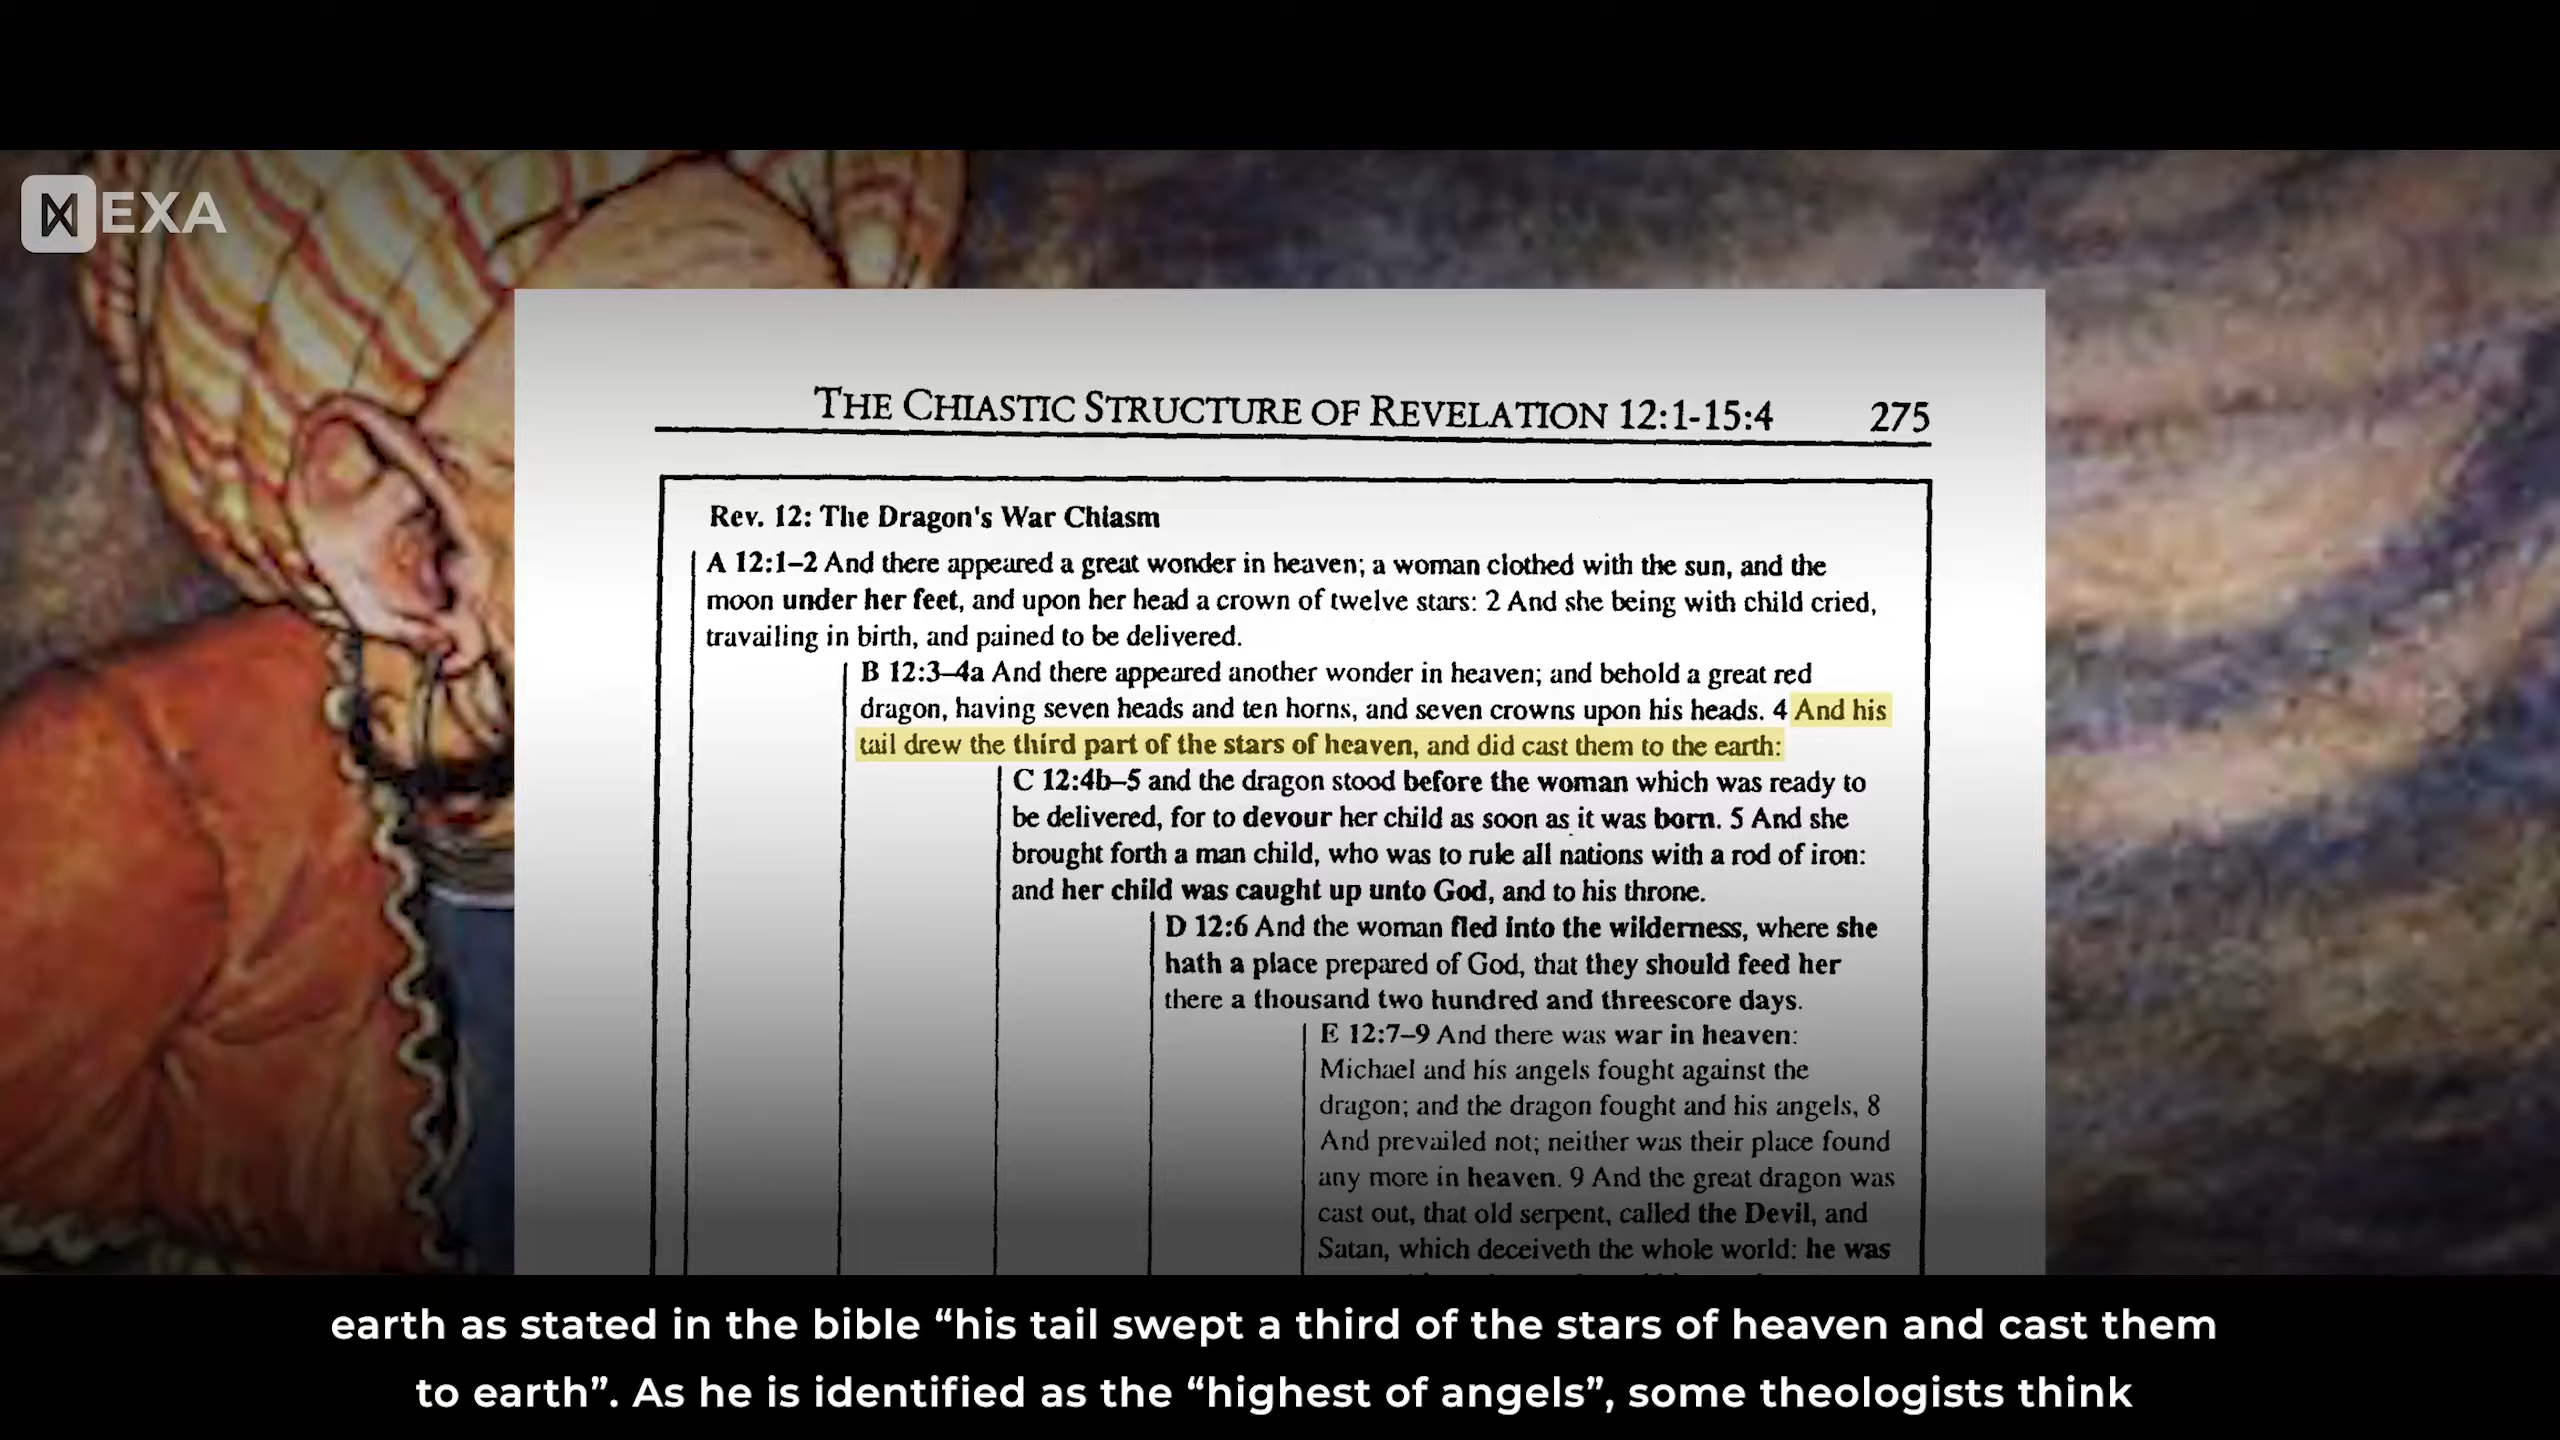 NEXA
THE CHIASTIC STRUCTURE OF REVELATION 12:1-15:4 275
Rev. 12: The Dragon's War Chiasm
A 12:1–2 And there appeared a great wonder in heaven; a woman clothed with the sun, and the
moon under her feet, and upon her head a crown of twelve stars: 2 And she being with child cried,
travailing in birth, and pained to be delivered.
B 12:3–4a And there appeared another wonder in heaven; and behold a great red
dragon, having seven heads and ten horns, and seven crowns upon his heads. 4 And his
tail drew the third part of the stars of heaven, and did cast them to the earth:
C 12:4b–5 and the dragon stood before the woman which was ready to
be delivered, for to devour her child as soon as it was born. 5 And she
brought forth a man child, who was to rule all nations with a rod of iron:
and her child was caught up unto God, and to his throne.
D 12:6 And the woman fled into the wilderness, where she
hath a place prepared of God, that they should feed her
there a thousand two hundred and threescore days.
E 12:7–9 And there was war in heaven:
Michael and his angels fought against the
dragon; and the dragon fought and his angels, 8
And prevailed not; neither was their place found
any more in heaven. 9 And the great dragon was
cast out, that old serpent, called the Devil, and
Satan, which deceiveth the whole world: he was
earth as stated in the bible “his tail swept a third of the stars of heaven and cast them
to earth”. As he is identified as the “highest of angels”, some theologists think